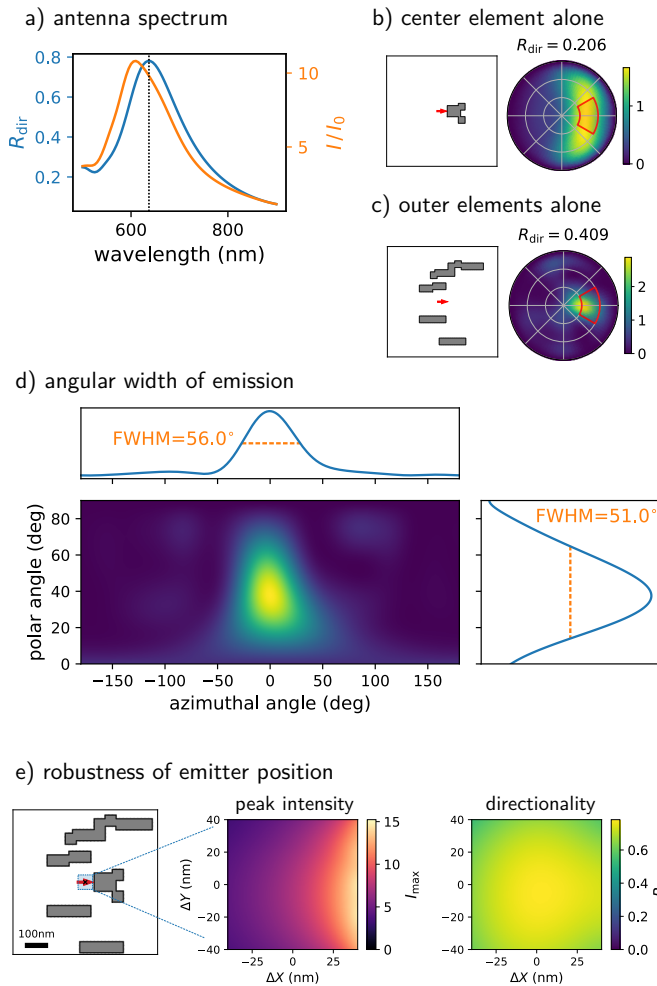 a) antenna spectrum
0.8
0.6
0.4
0.2
R_dir
10
5
I/I_0
600
800
wavelength (nm)
b) center element alone
R_dir = 0.206
1
0
c) outer elements alone
R_dir = 0.409
2
1
0
d) angular width of emission
FWHM=56.0°
80
60
40
20
0
polar angle (deg)
−150
−100
−50
0
50
100
150
azimuthal angle (deg)
FWHM=51.0°
e) robustness of emitter position
100nm
peak intensity
40
20
0
−20
−40
ΔY (nm)
−25
0
25
ΔX (nm)
15
10
5
0
I_max
directionality
40
20
0
−20
−40
−25
0
25
ΔX (nm)
0.6
0.4
0.2
0.0